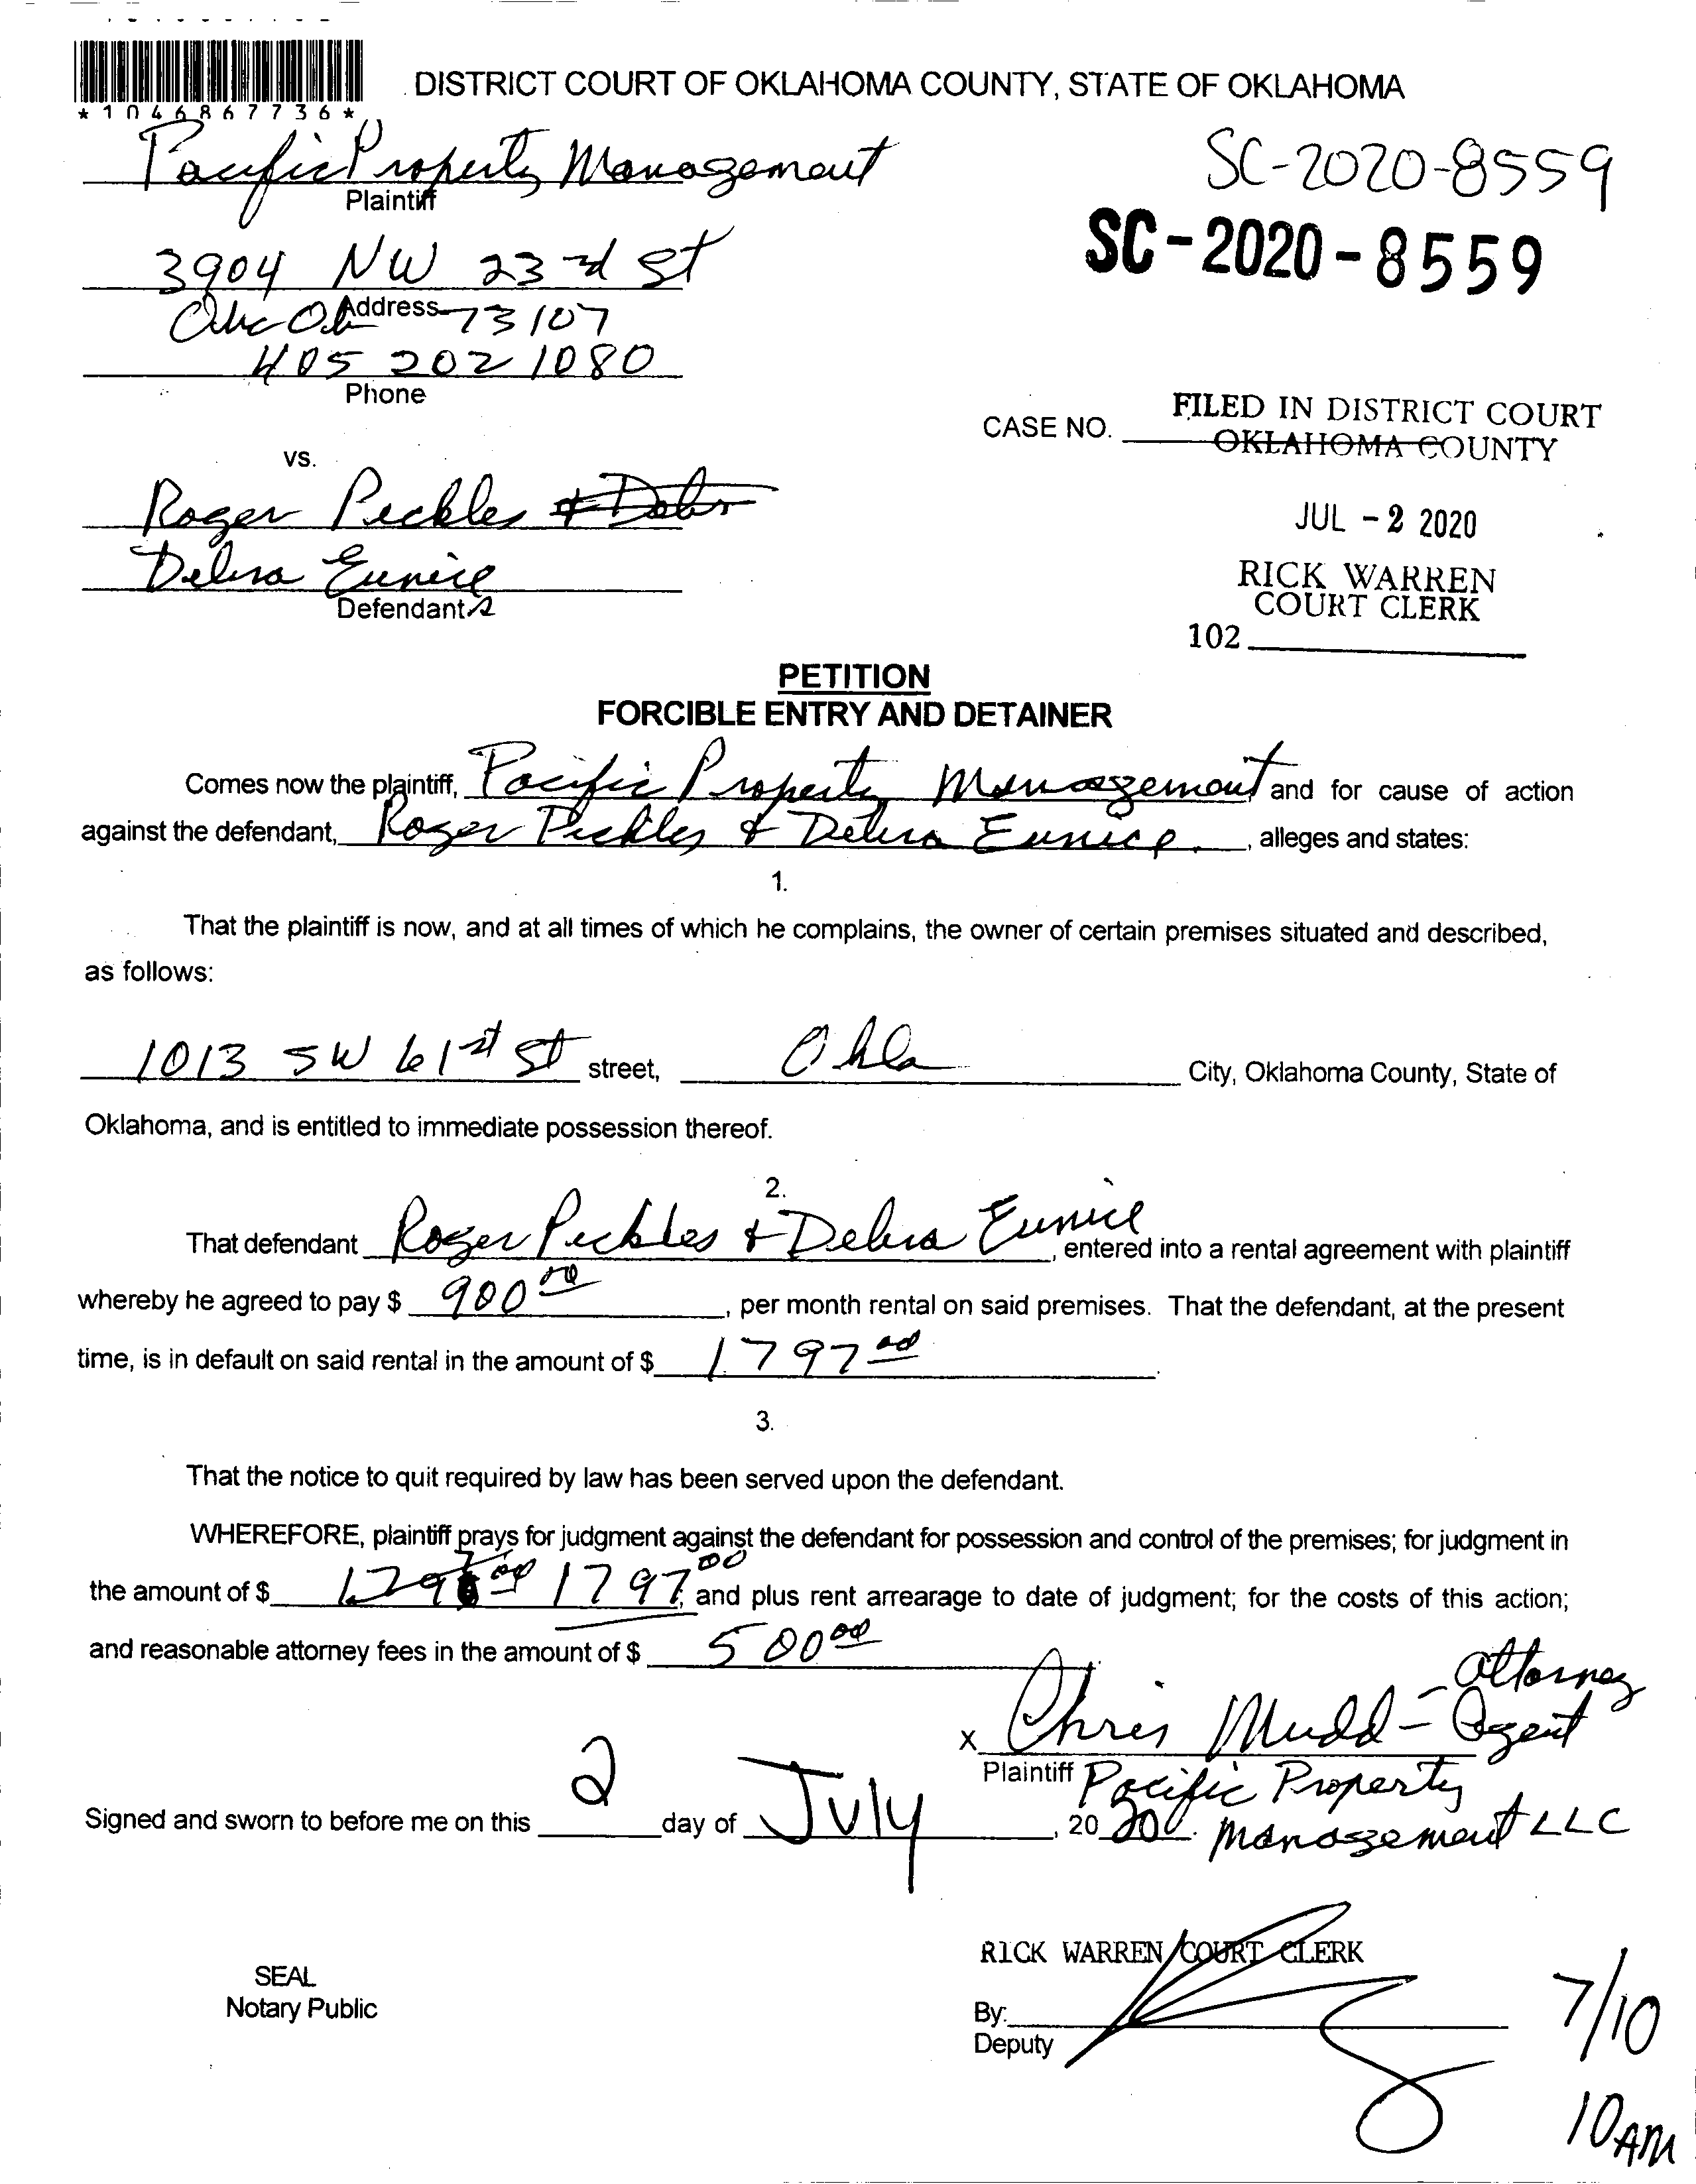 *1046867736*
DISTRICT COURT OF OKLAHOMA COUNTY, STATE OF OKLAHOMA
Pacific Property Management
Plaintiff
SC-2020-8559
SC-2020-8559
3904 NW 23rd St
Address
Okc Ok 73107
405 202 1080
Phone
CASE NO.
FILED IN DISTRICT COURT
OKLAHOMA COUNTY
vs.
Roger Peckles & Debr
JUL -2 2020
Debra Eunice
Defendant s
RICK WARREN
COURT CLERK
102
PETITION
FORCIBLE ENTRY AND DETAINER
Comes now the plaintiff, Pacific Property Management and for cause of action
against the defendant, Roger Peckles & Debra Eunice , alleges and states:
1.
That the plaintiff is now, and at all times of which he complains, the owner of certain premises situated and described,
as follows:
1013 SW 61st St street, Okla City, Oklahoma County, State of
Oklahoma, and is entitled to immediate possession thereof.
2.
That defendant Roger Peckles & Debra Eunice, entered into a rental agreement with plaintiff
whereby he agreed to pay $ 900 00 , per month rental on said premises. That the defendant, at the present
time, is in default on said rental in the amount of $ 1797 00 .
3.
That the notice to quit required by law has been served upon the defendant.
WHEREFORE, plaintiff prays for judgment against the defendant for possession and control of the premises; for judgment in
the amount of $ 1797 00, and plus rent arrearage to date of judgment; for the costs of this action;
and reasonable attorney fees in the amount of $ 500 00
x Chris Mudd - attorney
Agent
Plaintiff Pacific Property
Management LLC
Signed and sworn to before me on this 2 day of July , 2020.
RICK WARREN COURT CLERK
SEAL
Notary Public
By:
Deputy
7/10
10 AM